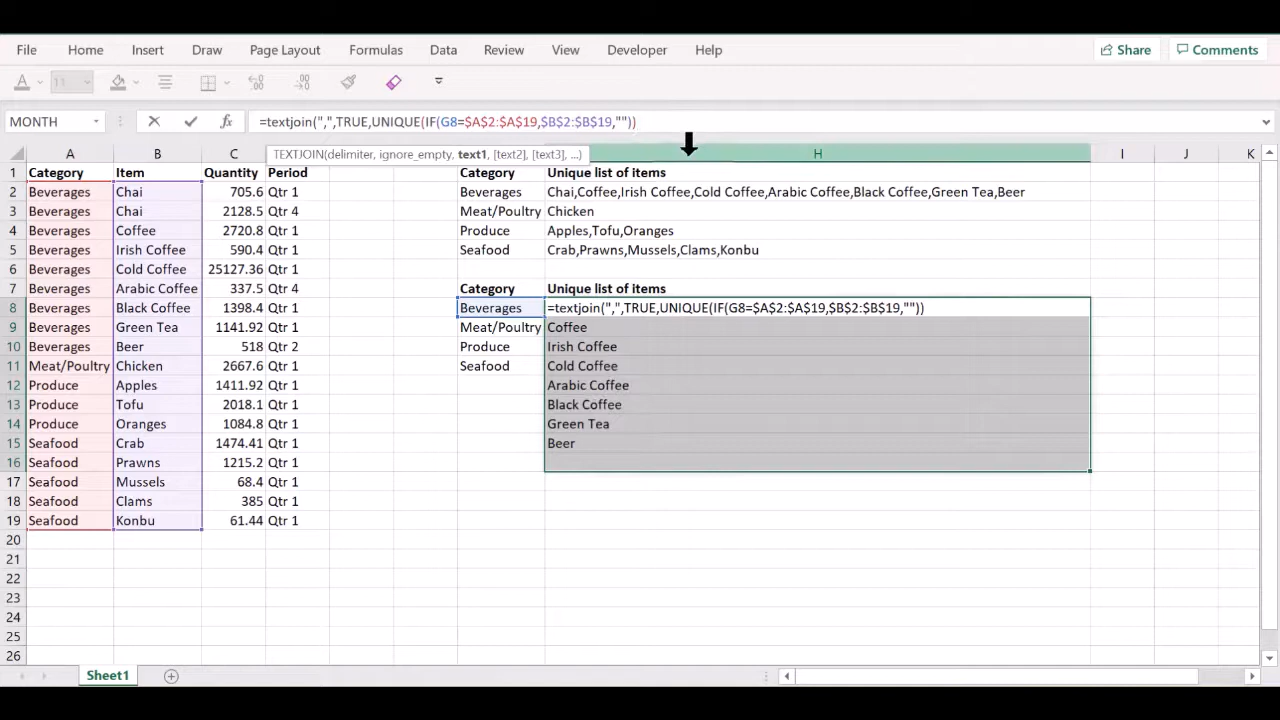 File Home Insert Draw Page Layout Formulas Data Review View Developer Help Share Comments
A 11
MONTH fx =textjoin(",",TRUE,UNIQUE(IF(G8=$A$2:$A$19,$B$2:$B$19,""))
TEXTJOIN(delimiter, ignore_empty, text1, [text2], [text3], ...)
A B C H I J K
1 Category Item Quantity Period Category Unique list of items
2 Beverages Chai 705.6 Qtr 1 Beverages Chai,Coffee,Irish Coffee,Cold Coffee,Arabic Coffee,Black Coffee,Green Tea,Beer
3 Beverages Chai 2128.5 Qtr 4 Meat/Poultry Chicken
4 Beverages Coffee 2720.8 Qtr 1 Produce Apples,Tofu,Oranges
5 Beverages Irish Coffee 590.4 Qtr 1 Seafood Crab,Prawns,Mussels,Clams,Konbu
6 Beverages Cold Coffee 25127.36 Qtr 1
7 Beverages Arabic Coffee 337.5 Qtr 4 Category Unique list of items
8 Beverages Black Coffee 1398.4 Qtr 1 Beverages =textjoin(",",TRUE,UNIQUE(IF(G8=$A$2:$A$19,$B$2:$B$19,""))
9 Beverages Green Tea 1141.92 Qtr 1 Meat/Poultry Coffee
10 Beverages Beer 518 Qtr 2 Produce Irish Coffee
11 Meat/Poultry Chicken 2667.6 Qtr 1 Seafood Cold Coffee
12 Produce Apples 1411.92 Qtr 1 Arabic Coffee
13 Produce Tofu 2018.1 Qtr 1 Black Coffee
14 Produce Oranges 1084.8 Qtr 1 Green Tea
15 Seafood Crab 1474.41 Qtr 1 Beer
16 Seafood Prawns 1215.2 Qtr 1
17 Seafood Mussels 68.4 Qtr 1
18 Seafood Clams 385 Qtr 1
19 Seafood Konbu 61.44 Qtr 1
20
21
22
23
24
25
26
Sheet1